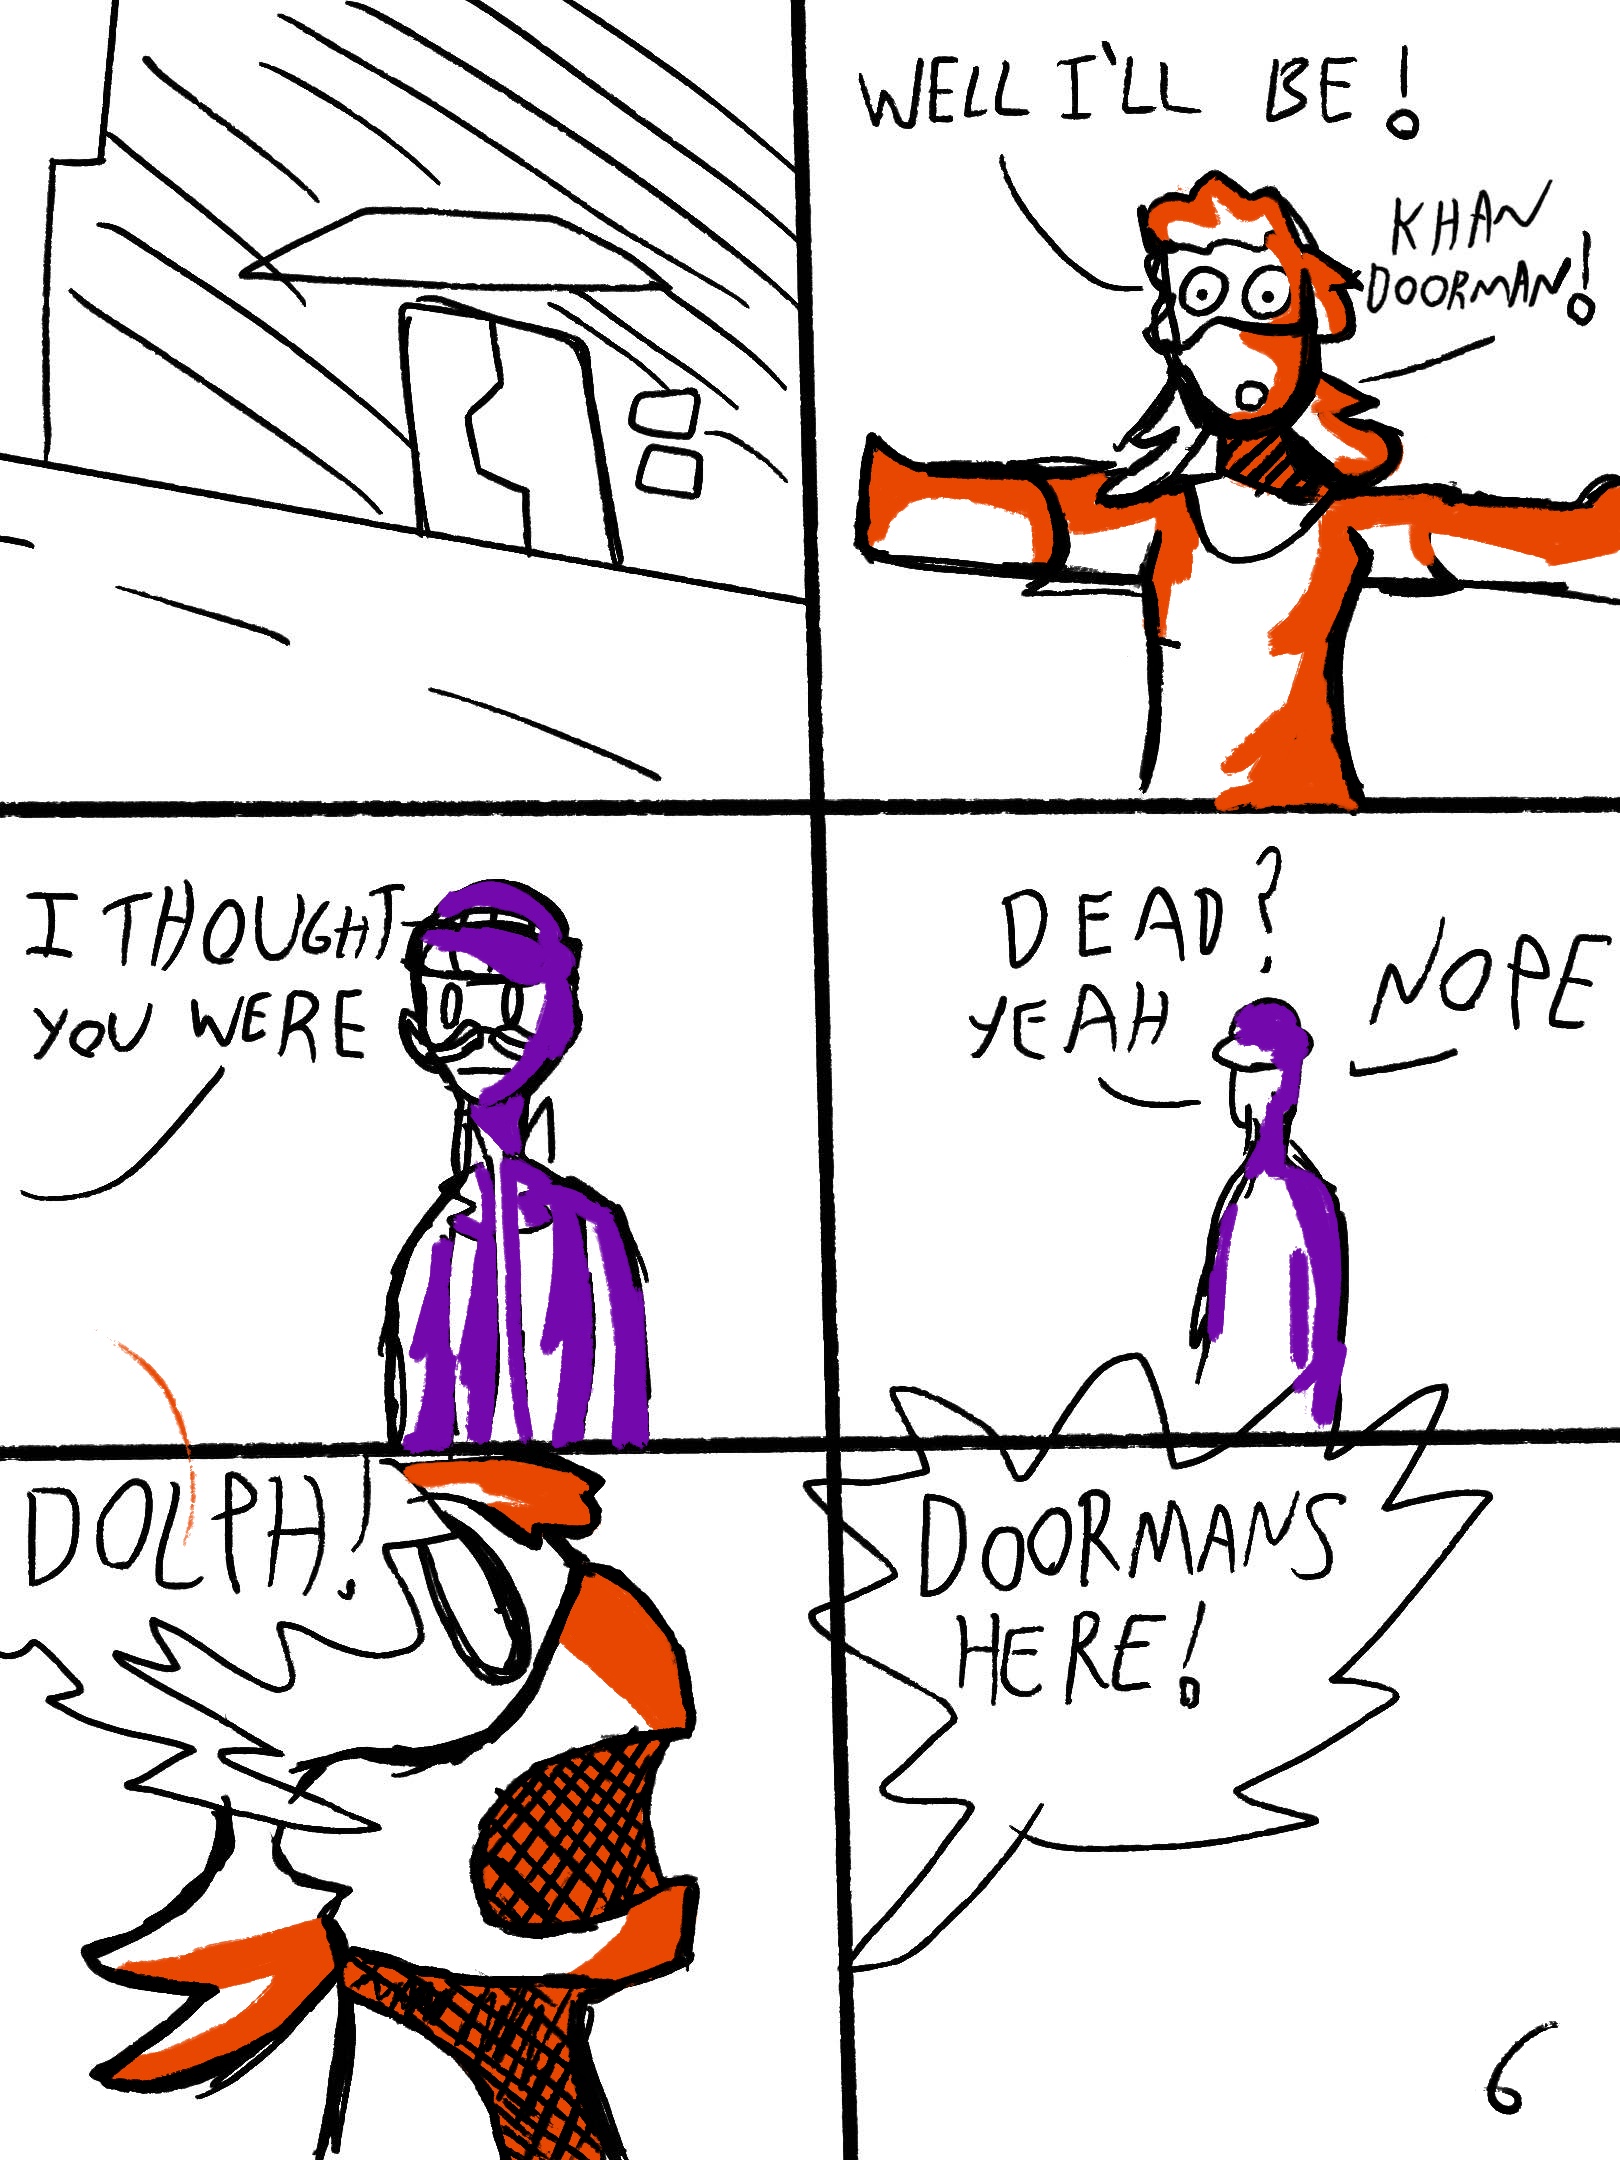 WELL I'LL BE!
KHAN
DOORMAN!
I THOUGHT
YOU WERE
DEAD?
YEAH
NOPE
DOLPH!
DOORMANS
HERE!
6